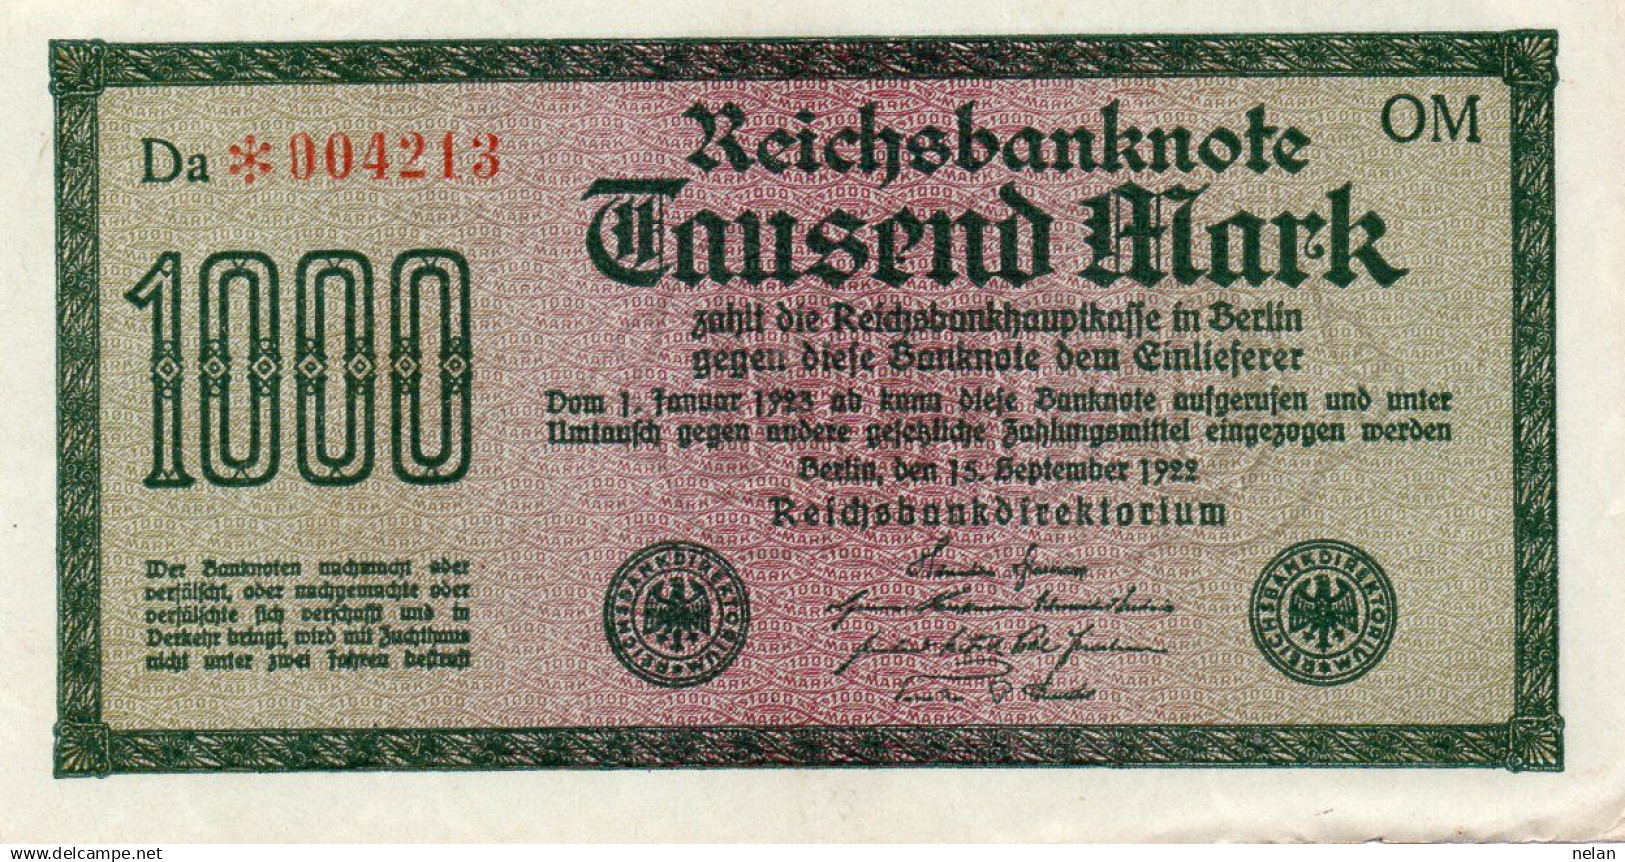 Da *004213
OM
Reichsbanknote
Tausend Mark
1000
zahlt die Reichsbankhauptkasse in Berlin
gegen diese Banknote dem Einlieferer
Vom 1. Januar 1923 ab kann diese Banknote aufgerufen und unter
Umtausch gegen andere gesetzliche Zahlungsmittel eingezogen werden
Berlin, den 15. September 1922
Reichsbankdirektorium
Wer Banknoten nachmacht oder
verfälscht, oder nachgemachte oder
verfälschte sich verschafft und in
Verkehr bringt, wird mit Zuchthaus
nicht unter zwei Jahren bestraft
REICHSBANKDIREKTORIUM
REICHSBANKDIREKTORIUM
www.delcampe.net
nelan